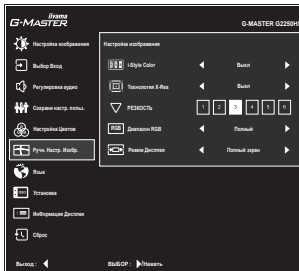 iiyama
G-MASTER
G-MASTER G2250H
Настройка изображения
Выбор Вход
Регулировка аудио
Сохрани настр. польз.
Настройка Цветов
Ручн. Настр. Изобр.
Язык
Установка
Информация Дисплея
Сброс
Настройка изображения
i-Style Color Выкл
Технология X-Res Выкл
РЕЗКОСТЬ 1 2 3 4 5 6
RGB Диапазон RGB Полный
Режим Дисплея Полный экран
Выход : ВЫБОР : /Нажать